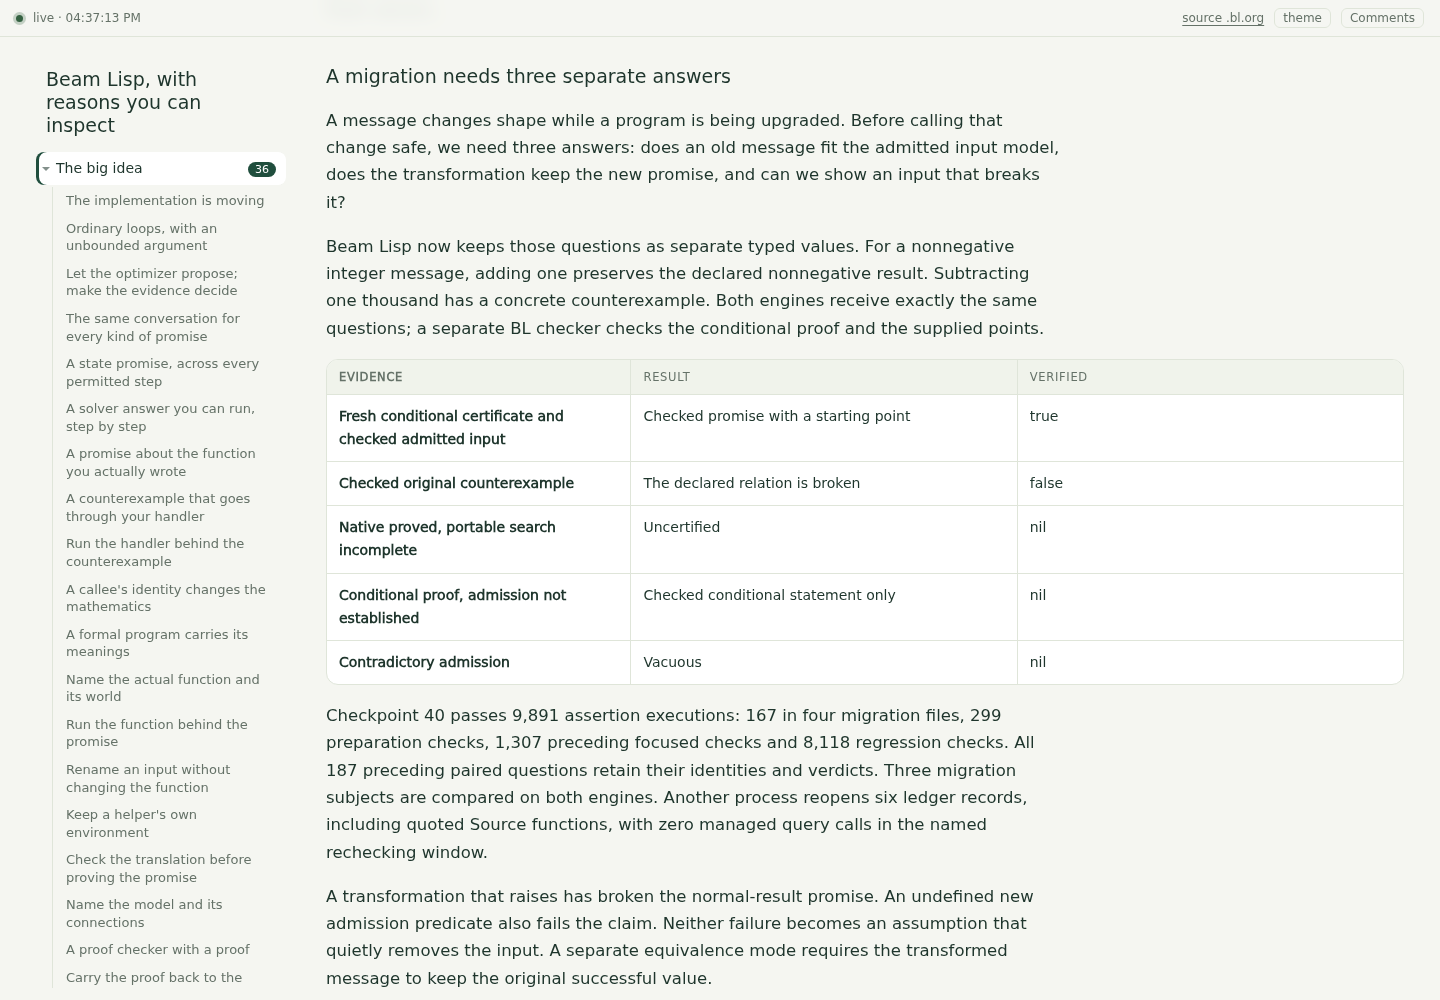 live · 04:37:13 PM
source .bl.org
theme
Comments
Beam Lisp, with
reasons you can
inspect
The big idea
36
The implementation is moving
Ordinary loops, with an
unbounded argument
Let the optimizer propose;
make the evidence decide
The same conversation for
every kind of promise
A state promise, across every
permitted step
A solver answer you can run,
step by step
A promise about the function
you actually wrote
A counterexample that goes
through your handler
Run the handler behind the
counterexample
A callee's identity changes the
mathematics
A formal program carries its
meanings
Name the actual function and
its world
Run the function behind the
promise
Rename an input without
changing the function
Keep a helper's own
environment
Check the translation before
proving the promise
Name the model and its
connections
A proof checker with a proof
Carry the proof back to the
A migration needs three separate answers
A message changes shape while a program is being upgraded. Before calling that
change safe, we need three answers: does an old message fit the admitted input model,
does the transformation keep the new promise, and can we show an input that breaks
it?
Beam Lisp now keeps those questions as separate typed values. For a nonnegative
integer message, adding one preserves the declared nonnegative result. Subtracting
one thousand has a concrete counterexample. Both engines receive exactly the same
questions; a separate BL checker checks the conditional proof and the supplied points.
EVIDENCE RESULT VERIFIED
Fresh conditional certificate and
checked admitted input
Checked promise with a starting point
true
Checked original counterexample
The declared relation is broken
false
Native proved, portable search
incomplete
Uncertified
nil
Conditional proof, admission not
established
Checked conditional statement only
nil
Contradictory admission
Vacuous
nil
Checkpoint 40 passes 9,891 assertion executions: 167 in four migration files, 299
preparation checks, 1,307 preceding focused checks and 8,118 regression checks. All
187 preceding paired questions retain their identities and verdicts. Three migration
subjects are compared on both engines. Another process reopens six ledger records,
including quoted Source functions, with zero managed query calls in the named
rechecking window.
A transformation that raises has broken the normal-result promise. An undefined new
admission predicate also fails the claim. Neither failure becomes an assumption that
quietly removes the input. A separate equivalence mode requires the transformed
message to keep the original successful value.